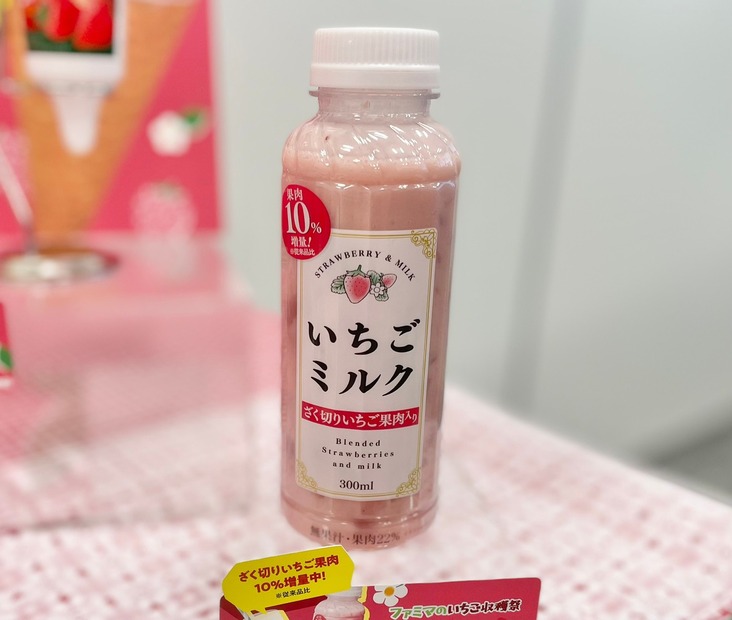 果肉
10%
増量!
※従来品比
STRAWBERRY & MILK
いちご
ミルク
ざく切りいちご果肉入り
Blended
Strawberries
and milk
300ml
無果汁・果肉22%
ざく切りいちご果肉
10%増量中!
※従来品比
ファミマのいちご収穫祭